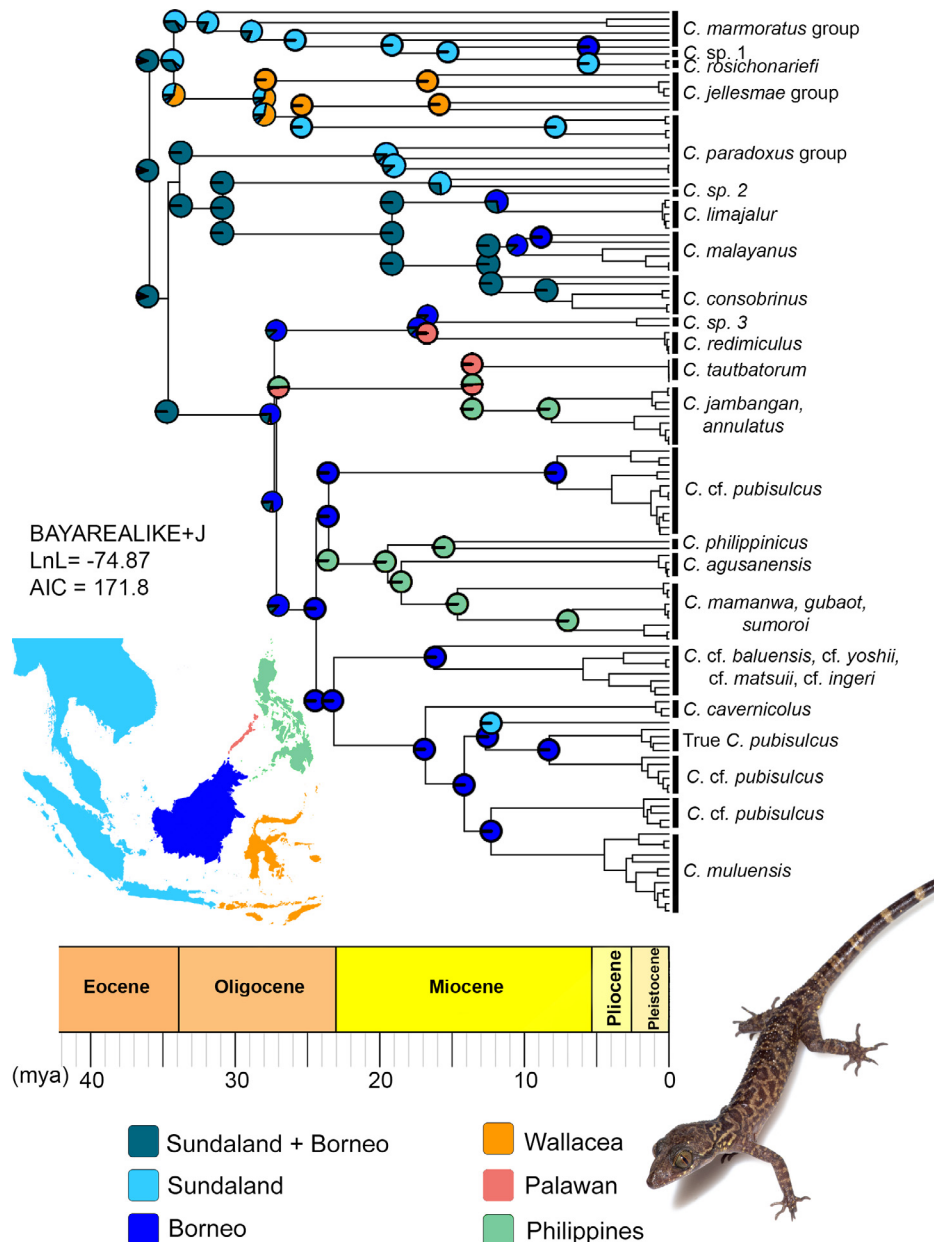 C. marmoratus group
C. sp. 1
C. rosichonariefi
C. jellesmae group
C. paradoxus group
C. sp. 2
C. limajalur
C. malayanus
C. consobrinus
C. sp. 3
C. redimiculus
C. tautbatorum
C. jambangan,
annulatus
C. cf. pubisulcus
BAYAREALIKE+J
LnL= -74.87
AIC = 171.8
C. philippinicus
C. agusanensis
C. mamanwa, gubaot,
sumoroi
C. cf. baluensis, cf. yoshii,
cf. matsuii, cf. ingeri
C. cavernicolus
True C. pubisulcus
C. cf. pubisulcus
C. cf. pubisulcus
C. muluensis
Eocene Oligocene Miocene Pliocene Pleistocene
(mya) 40 30 20 10 0
Sundaland + Borneo
Sundaland
Borneo
Wallacea
Palawan
Philippines